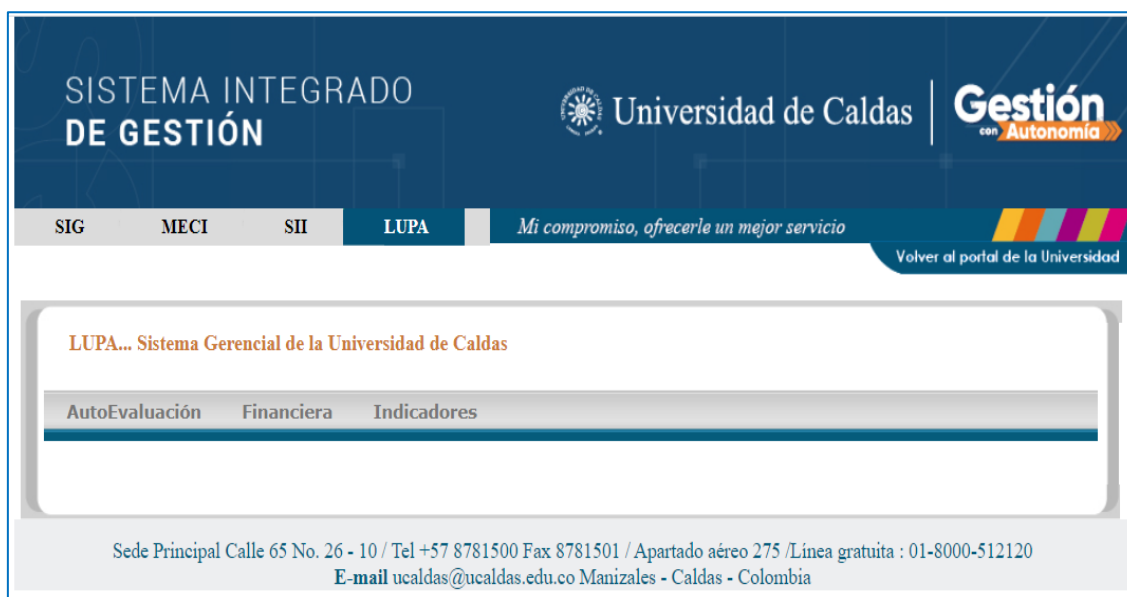 SISTEMA INTEGRADO
DE GESTIÓN
Universidad de Caldas
Gestión
con Autonomía
SIG MECI SII LUPA Mi compromiso, ofrecerle un mejor servicio
Volver al portal de la Universidad
LUPA... Sistema Gerencial de la Universidad de Caldas
AutoEvaluación Financiera Indicadores
Sede Principal Calle 65 No. 26 - 10 / Tel +57 8781500 Fax 8781501 / Apartado aéreo 275 /Línea gratuita : 01-8000-512120
E-mail ucaldas@ucaldas.edu.co Manizales - Caldas - Colombia